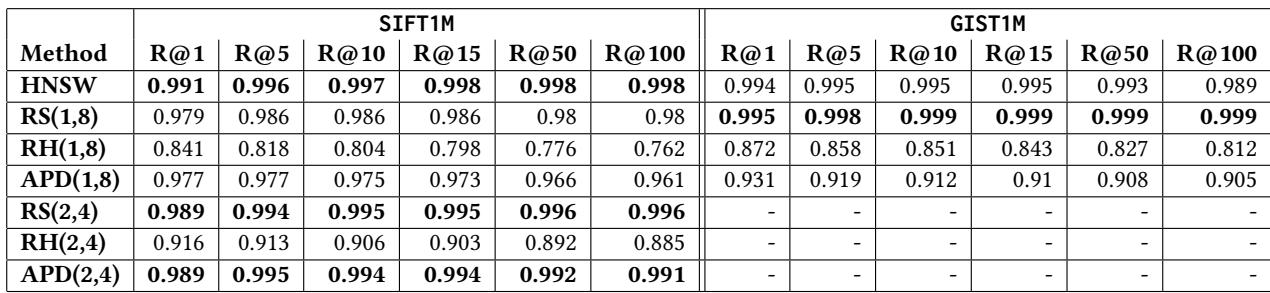 SIFT1M GIST1M
Method R@1 R@5 R@10 R@15 R@50 R@100 R@1 R@5 R@10 R@15 R@50 R@100
HNSW 0.991 0.996 0.997 0.998 0.998 0.998 0.994 0.995 0.995 0.995 0.993 0.989
RS(1,8) 0.979 0.986 0.986 0.986 0.98 0.98 0.995 0.998 0.999 0.999 0.999 0.999
RH(1,8) 0.841 0.818 0.804 0.798 0.776 0.762 0.872 0.858 0.851 0.843 0.827 0.812
APD(1,8) 0.977 0.977 0.975 0.973 0.966 0.961 0.931 0.919 0.912 0.91 0.908 0.905
RS(2,4) 0.989 0.994 0.995 0.995 0.996 0.996 - - - - - -
RH(2,4) 0.916 0.913 0.906 0.903 0.892 0.885 - - - - - -
APD(2,4) 0.989 0.995 0.994 0.994 0.992 0.991 - - - - - -